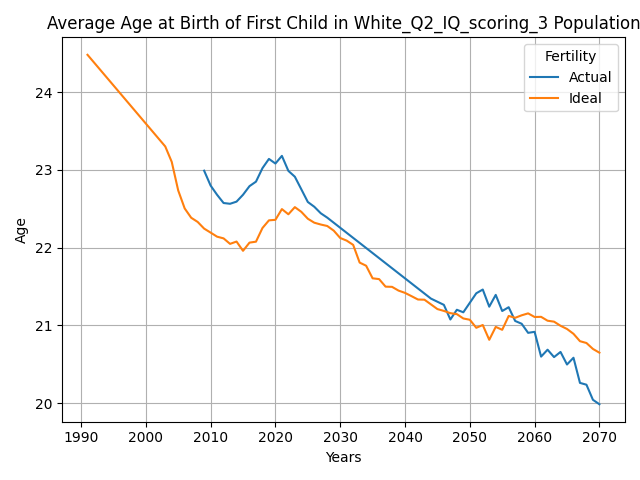 Average Age at Birth of First Child in White_Q2_IQ_scoring_3 Population
Fertility
Actual
Ideal
Age
24
23
22
21
20
1990 2000 2010 2020 2030 2040 2050 2060 2070
Years